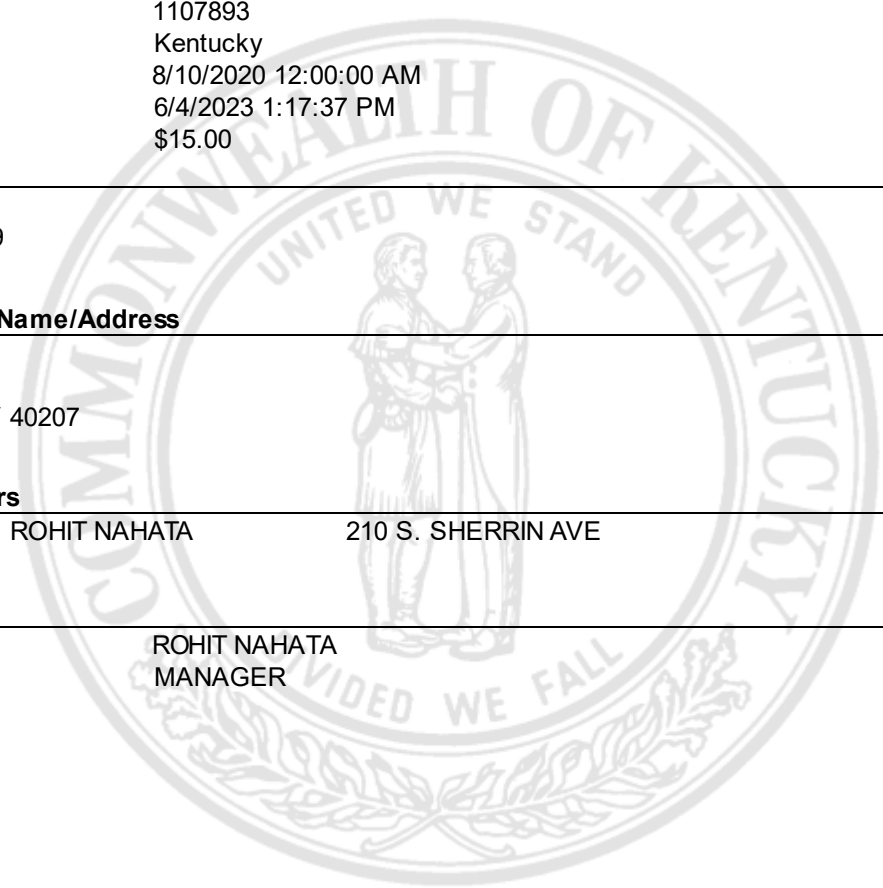 1107893
Kentucky
8/10/2020 12:00:00 AM
6/4/2023 1:17:37 PM
$15.00
9
Name/Address
40207
rs
ROHIT NAHATA 210 S. SHERRIN AVE
ROHIT NAHATA
MANAGER
COMMONWEALTH OF KENTUCKY
UNITED WE STAND
DIVIDED WE FALL